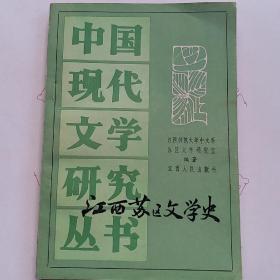 中国
现代
文学
研究
丛书
江西苏区文学史
江西师范大学中文系
苏区文学研究室
编著
江西人民出版社